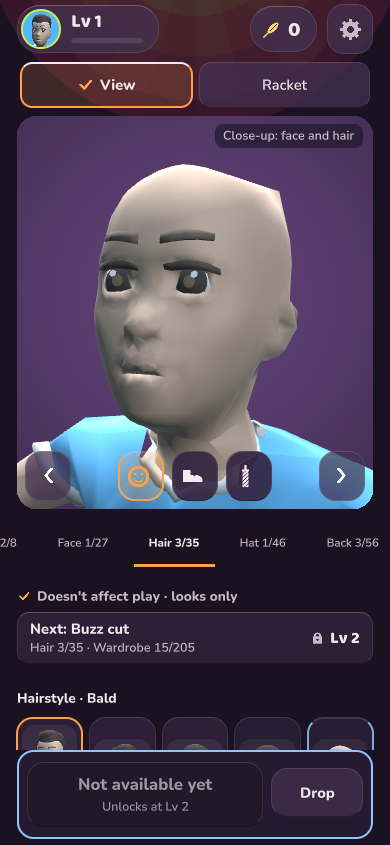 Lv 1
0
View
Racket
Close-up: face and hair
2/8
Face 1/27
Hair 3/35
Hat 1/46
Back 3/56
Doesn't affect play · looks only
Next: Buzz cut
Lv 2
Hair 3/35 · Wardrobe 15/205
Hairstyle · Bald
Not available yet
Unlocks at Lv 2
Drop